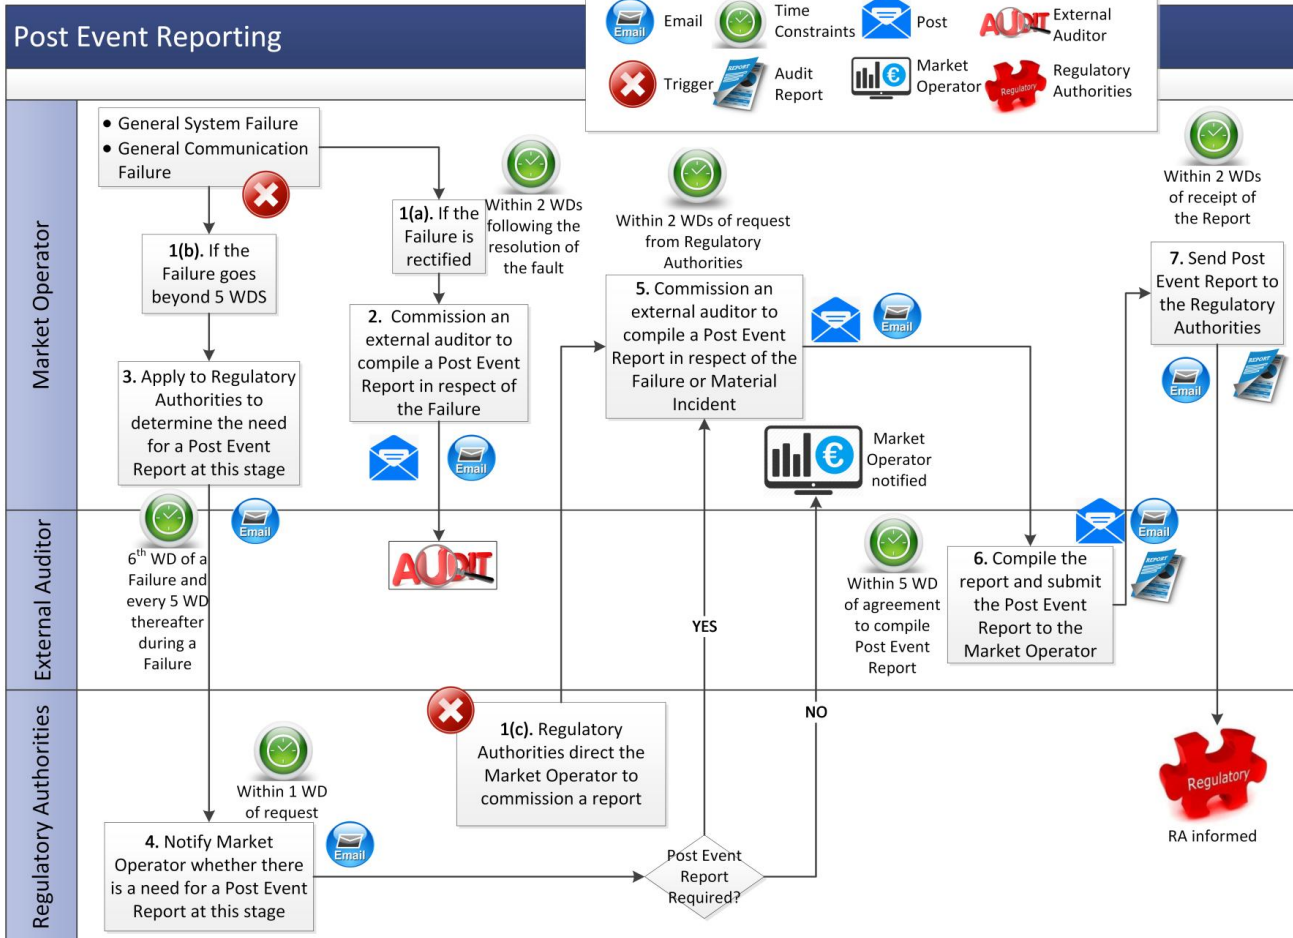 Post Event Reporting
Email
Email
Time
Constraints
Post
AUDIT
External
Auditor
Trigger
REPORT
Audit
Report
Market
Operator
Regulatory
Regulatory
Authorities
Market Operator
• General System Failure
• General Communication
Failure
1(b). If the
Failure goes
beyond 5 WDS
3. Apply to Regulatory
Authorities to
determine the need
for a Post Event
Report at this stage
Email
1(a). If the
Failure is
rectified
Within 2 WDs
following the
resolution of
the fault
2. Commission an
external auditor to
compile a Post Event
Report in respect of
the Failure
Email
Within 2 WDs of request
from Regulatory
Authorities
5. Commission an
external auditor to
compile a Post Event
Report in respect of the
Failure or Material
Incident
Email
Market
Operator
notified
Within 2 WDs
of receipt of
the Report
7. Send Post
Event Report to
the Regulatory
Authorities
Email
REPORT
External Auditor
6th WD of a
Failure and
every 5 WD
thereafter
during a
Failure
AUDIT
YES
Within 5 WD
of agreement
to compile
Post Event
Report
Email
REPORT
6. Compile the
report and submit
the Post Event
Report to the
Market Operator
Regulatory Authorities
Within 1 WD
of request
4. Notify Market
Operator whether there
is a need for a Post Event
Report at this stage
Email
1(c). Regulatory
Authorities direct the
Market Operator to
commission a report
Post Event
Report
Required?
NO
Regulatory
RA informed